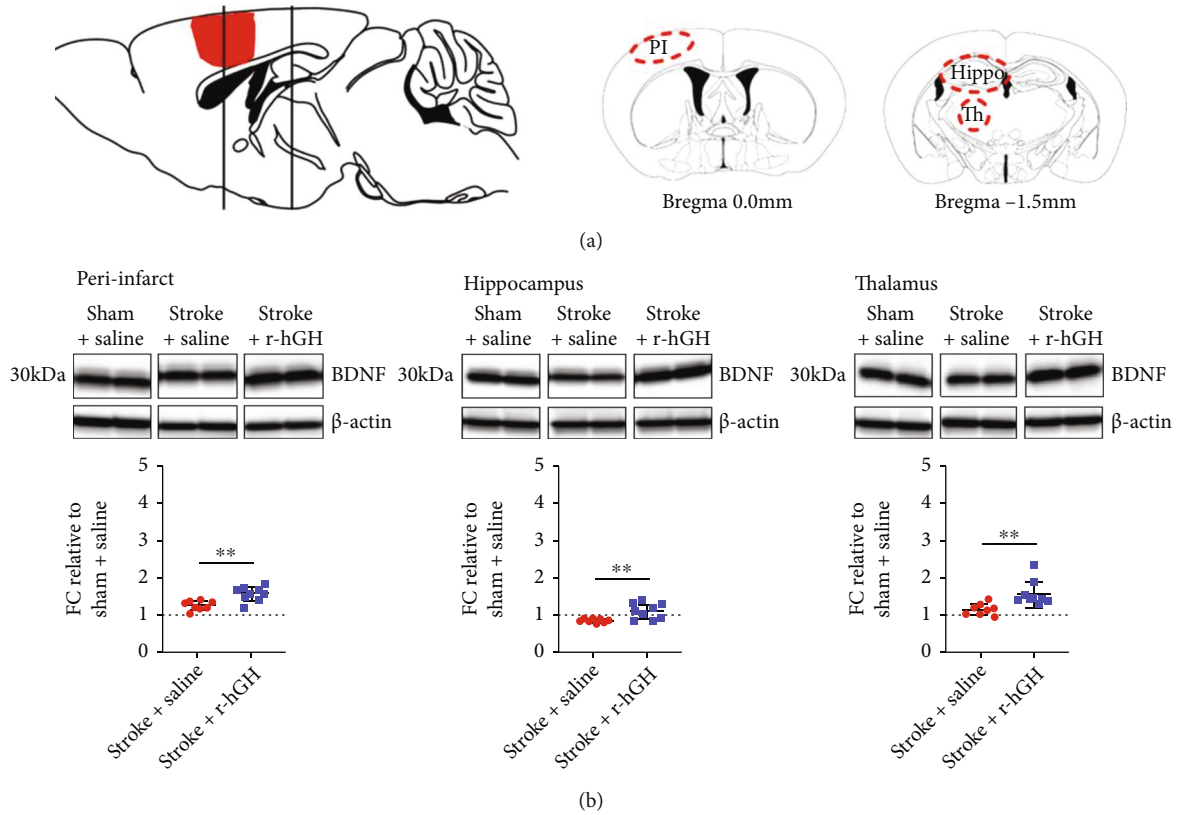 PI
Hippo
Th
Bregma 0.0mm
Bregma –1.5mm
(a)
Peri-infarct
Sham
+ saline
Stroke
+ saline
Stroke
+ r-hGH
30kDa
BDNF
β-actin
5
4
3
2
1
0
FC relative to
sham + saline
**
Stroke + saline
Stroke + r-hGH
Hippocampus
Sham
+ saline
Stroke
+ saline
Stroke
+ r-hGH
30kDa
BDNF
β-actin
5
4
3
2
1
0
FC relative to
sham + saline
**
Stroke + saline
Stroke + r-hGH
Thalamus
Sham
+ saline
Stroke
+ saline
Stroke
+ r-hGH
30kDa
BDNF
β-actin
5
4
3
2
1
0
FC relative to
sham + saline
**
Stroke + saline
Stroke + r-hGH
(b)